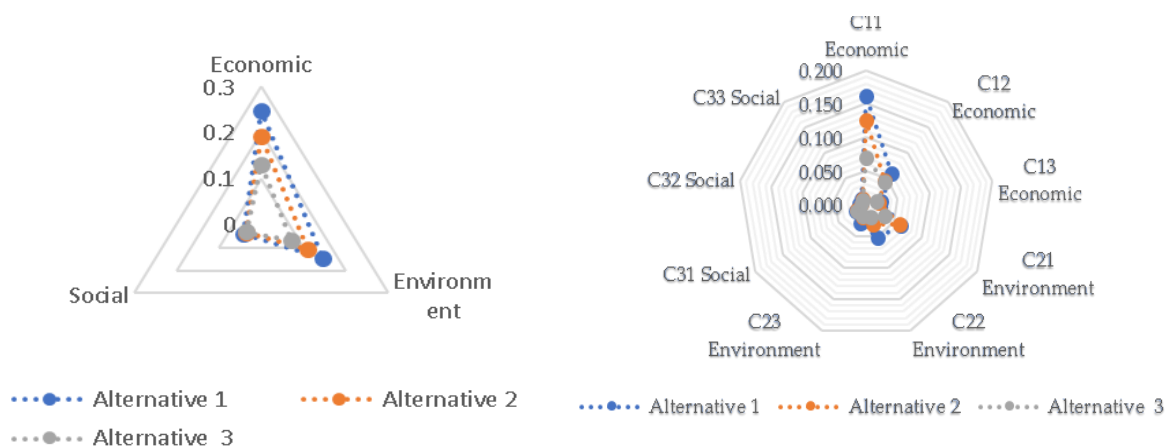 Economic
0.3
0.2
0.1
0
Social
Environm
ent
Alternative 1
Alternative 2
Alternative 3
C11
Economic
0.200
0.150
0.100
0.050
0.000
C12
Economic
C13
Economic
C21
Environment
C22
Environment
C23
Environment
C31 Social
C32 Social
C33 Social
Alternative 1
Alternative 2
Alternative 3